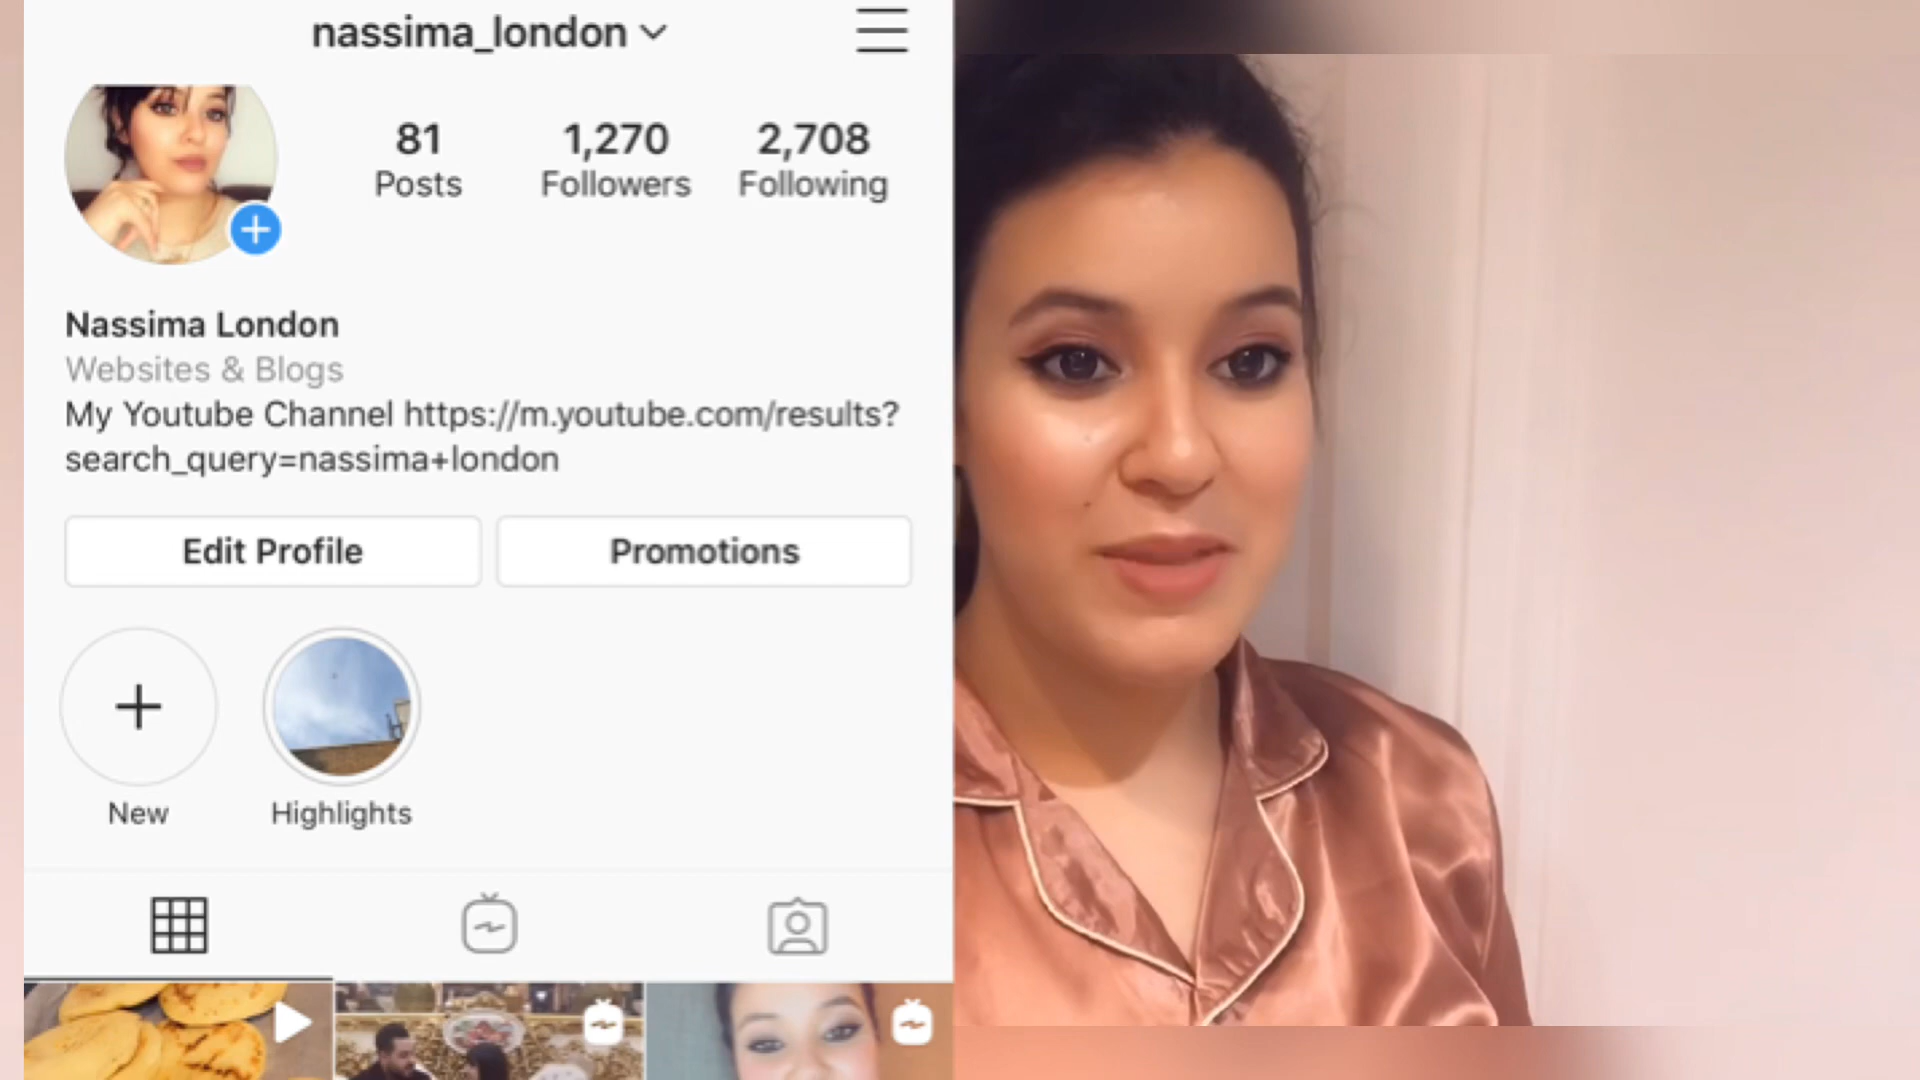 nassima_london
81 1,270 2,708
Posts Followers Following
Nassima London
Websites & Blogs
My Youtube Channel https://m.youtube.com/results?
search_query=nassima+london
Edit Profile Promotions
New Highlights